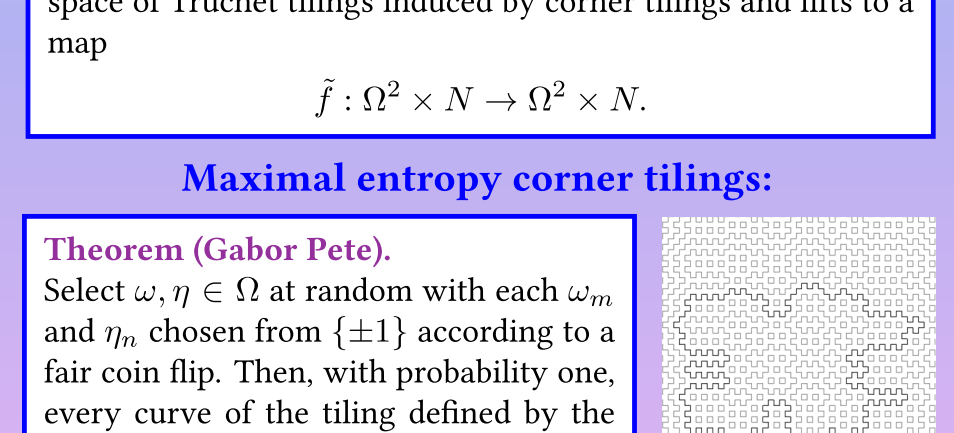 space of Truchet tilings induced by corner tilings and lifts to a
map
f̃ : Ω² × N → Ω² × N.
Maximal entropy corner tilings:
Theorem (Gabor Pete).
Select ω, η ∈ Ω at random with each ωₘ
and ηₙ chosen from {±1} according to a
fair coin flip. Then, with probability one,
every curve of the tiling defined by the